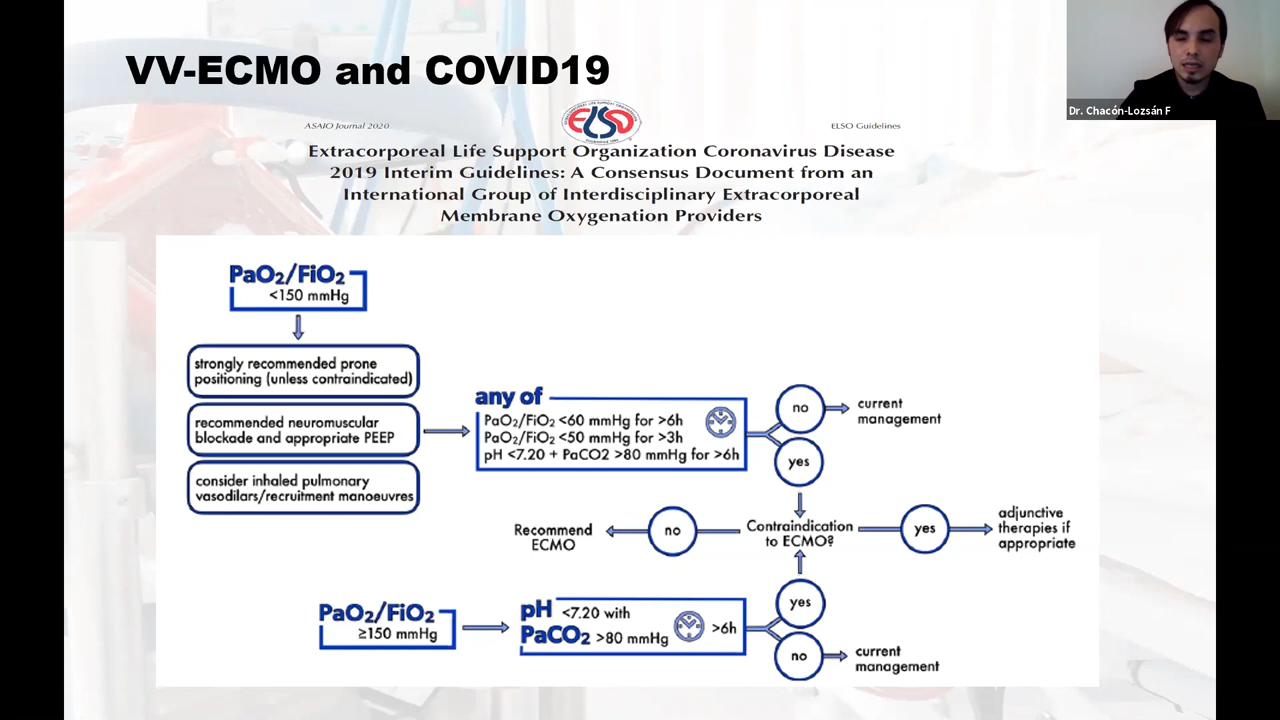 VV-ECMO and COVID19
Dr. Chacón-Lozsán F
ASAIO Journal 2020
ELSO
ELSO Guidelines
Extracorporeal Life Support Organization Coronavirus Disease
2019 Interim Guidelines: A Consensus Document from an
International Group of Interdisciplinary Extracorporeal
Membrane Oxygenation Providers
PaO₂/FiO₂
<150 mmHg
strongly recommended prone
positioning (unless contraindicated)
recommended neuromuscular
blockade and appropriate PEEP
consider inhaled pulmonary
vasodilars/recruitment manoeuvres
any of
PaO₂/FiO₂ <60 mmHg for >6h
PaO₂/FiO₂ <50 mmHg for >3h
pH <7.20 + PaCO2 >80 mmHg for >6h
no
current
management
yes
Contraindication
to ECMO?
no
Recommend
ECMO
yes
adjunctive
therapies if
appropriate
PaO₂/FiO₂
≥150 mmHg
pH <7.20 with
PaCO₂ >80 mmHg
>6h
yes
no
current
management